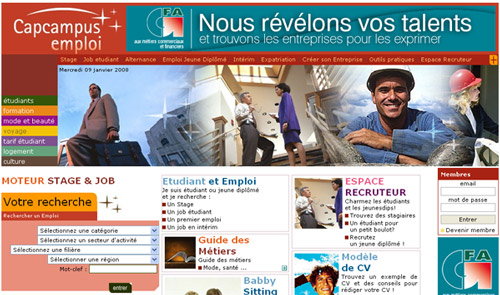 Capcampus
emploi
CFA
aux métiers commerciaux
et financiers
Nous révélons vos talents
et trouvons les entreprises pour les exprimer
Stage Job étudiant Alternance Emploi Jeune Diplômé Intérim Expatriation Créer son Entreprise Outils pratiques Espace Recruteur
Mercredi 09 janvier 2008
étudiants
formation
mode et beauté
voyage
tarif étudiant
logement
culture
MOTEUR STAGE & JOB
Votre recherche
Rechercher un Emploi
Sélectionnez une catégorie
Sélectionnez un secteur d'activité
Sélectionnez une filière
Sélectionner une région
Mot-clef :
entrer
Etudiant et Emploi
Je suis étudiant ou jeune diplômé
et je recherche :
Un Stage
Un job étudiant
Un premier emploi
Un job en intérim
Guide des
Métiers
Guide des métiers
Mode, santé ...
Babby
Sitting
ESPACE
RECRUTEUR
Charmez les étudiants
et les jeunesdips!
Trouvez des stagiaires
Un étudiant pour
un petit boulot?
Recrutez
un jeune diplômé !
Modèle
de CV
Trouvez un exemple de
CV et des conseils pour
rédiger votre CV !
Membres
email
mot de passe
Entrer
Devenir membre
CFA